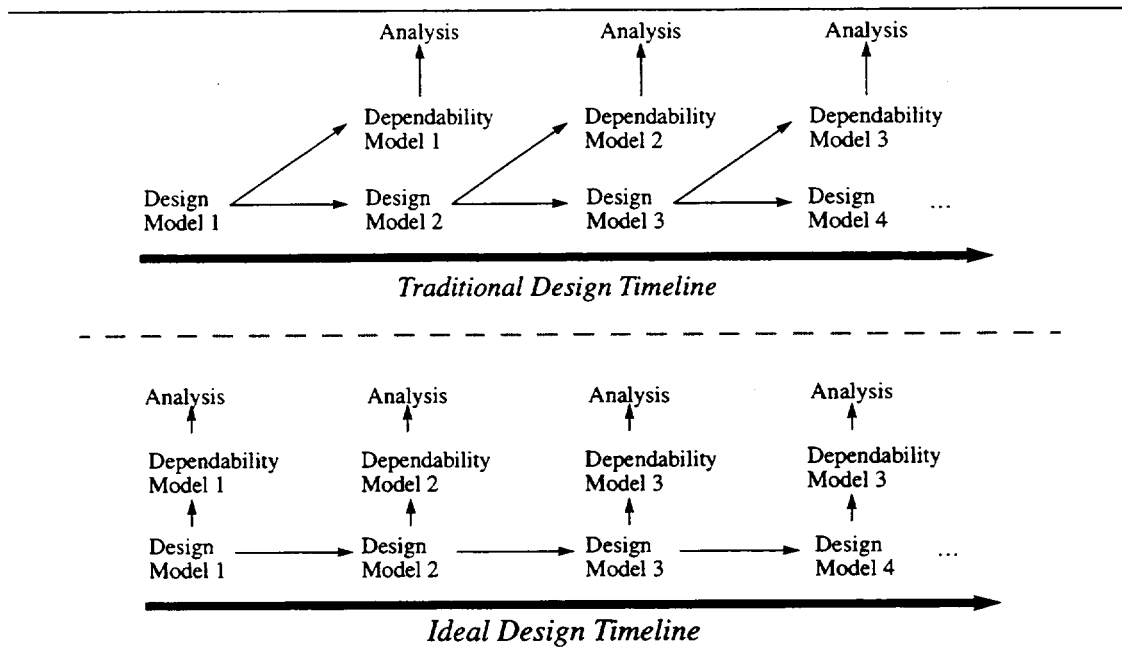 Analysis Analysis Analysis
Dependability Dependability Dependability
Model 1 Model 2 Model 3
Design Design Design Design
Model 1 Model 2 Model 3 Model 4 ...
Traditional Design Timeline
Analysis Analysis Analysis Analysis
Dependability Dependability Dependability Dependability
Model 1 Model 2 Model 3 Model 3
Design Design Design Design
Model 1 Model 2 Model 3 Model 4 ...
Ideal Design Timeline